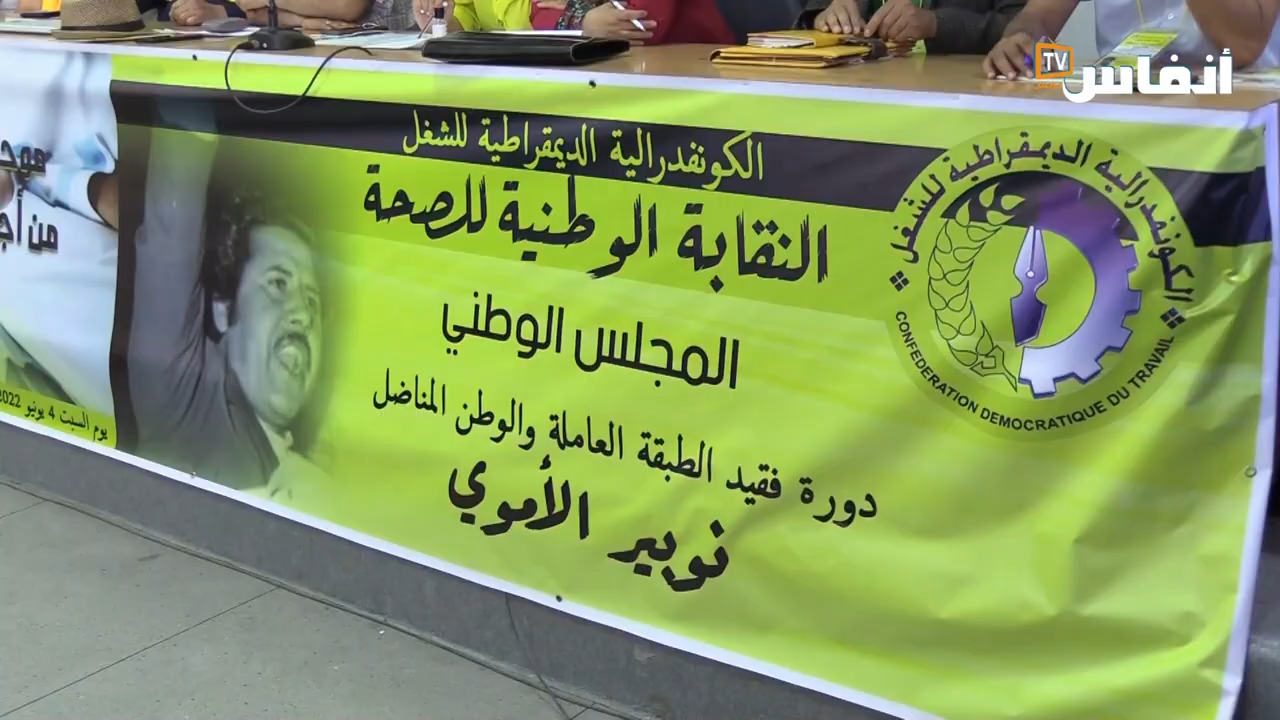 أنفاس TV
الكونفدرالية الديمقراطية للشغل
النقابة الوطنية للصحة
المجلس الوطني
دورة فقيد الطبقة العاملة والوطن المناضل
نوبير الأموي
الكونفدرالية الديمقراطية للشغل
CONFEDERATION DEMOCRATIQUE DU TRAVAIL
من
يوم السبت 4 يونيو 2022